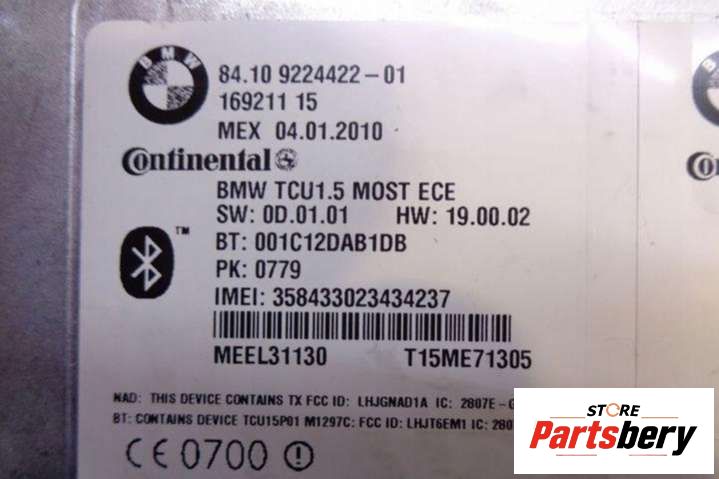 BMW
84.10 9224422-01
169211 15
MEX 04.01.2010
Continental
BMW TCU1.5 MOST ECE
SW: 0D.01.01 HW: 19.00.02
™
BT: 001C12DAB1DB
PK: 0779
IMEI: 358433023434237
MEEL31130 T15ME71305
NAD: THIS DEVICE CONTAINS TX FCC ID: LHJGNAD1A IC: 2807E-
BT: CONTAINS DEVICE TCU15P01 M1297C: FCC ID: LHJT6EM1 IC:
CE 0700
STORE
Partsbery